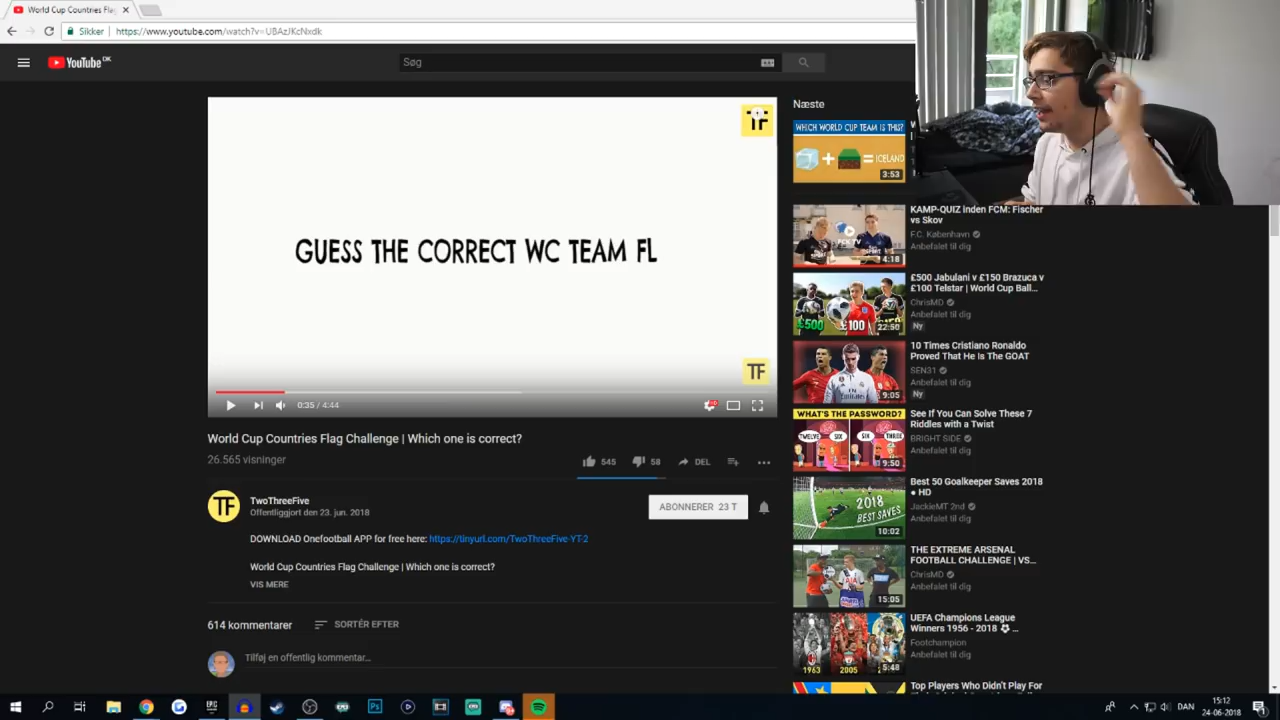 World Cup Countries Fla
Sikker
https://www.youtube.com/watch?v=UBAzJKcNxdk
YouTube DK
Søg
TF
GUESS THE CORRECT WC TEAM FL
TF
0:35 / 4:44
World Cup Countries Flag Challenge | Which one is correct?
26.565 visninger
545
58
DEL
TF
TwoThreeFive
Offentliggjort den 23. jun. 2018
ABONNERER 23 T
DOWNLOAD Onefootball APP for free here: https://tinyurl.com/TwoThreeFive-YT-2
World Cup Countries Flag Challenge | Which one is correct?
VIS MERE
614 kommentarer
SORTÉR EFTER
Tilføj en offentlig kommentar...
Næste
WHICH WORLD CUP TEAM IS THIS?
+ = ICELAND
3:53
KAMP-QUIZ inden FCM: Fischer
vs Skov
F.C. København
Anbefalet til dig
4:18
£500 Jabulani v £150 Brazuca v
£100 Telstar | World Cup Ball...
ChrisMD
Anbefalet til dig
Ny
£500
£100
22:50
10 Times Cristiano Ronaldo
Proved That He Is The GOAT
SEN31
Anbefalet til dig
Ny
9:05
WHAT'S THE PASSWORD?
TWELVE
SIX
SIX
THREE
9:50
See If You Can Solve These 7
Riddles with a Twist
BRIGHT SIDE
Anbefalet til dig
Best 50 Goalkeeper Saves 2018
● HD
JackieMT 2nd
Anbefalet til dig
2018
BEST SAVES
10:02
THE EXTREME ARSENAL
FOOTBALL CHALLENGE | VS...
ChrisMD
Anbefalet til dig
15:05
UEFA Champions League
Winners 1956 - 2018 ⚽ ...
Footchampion
Anbefalet til dig
1963
2005
5:48
Top Players Who Didn't Play For
DAN
15:12
24-06-2018